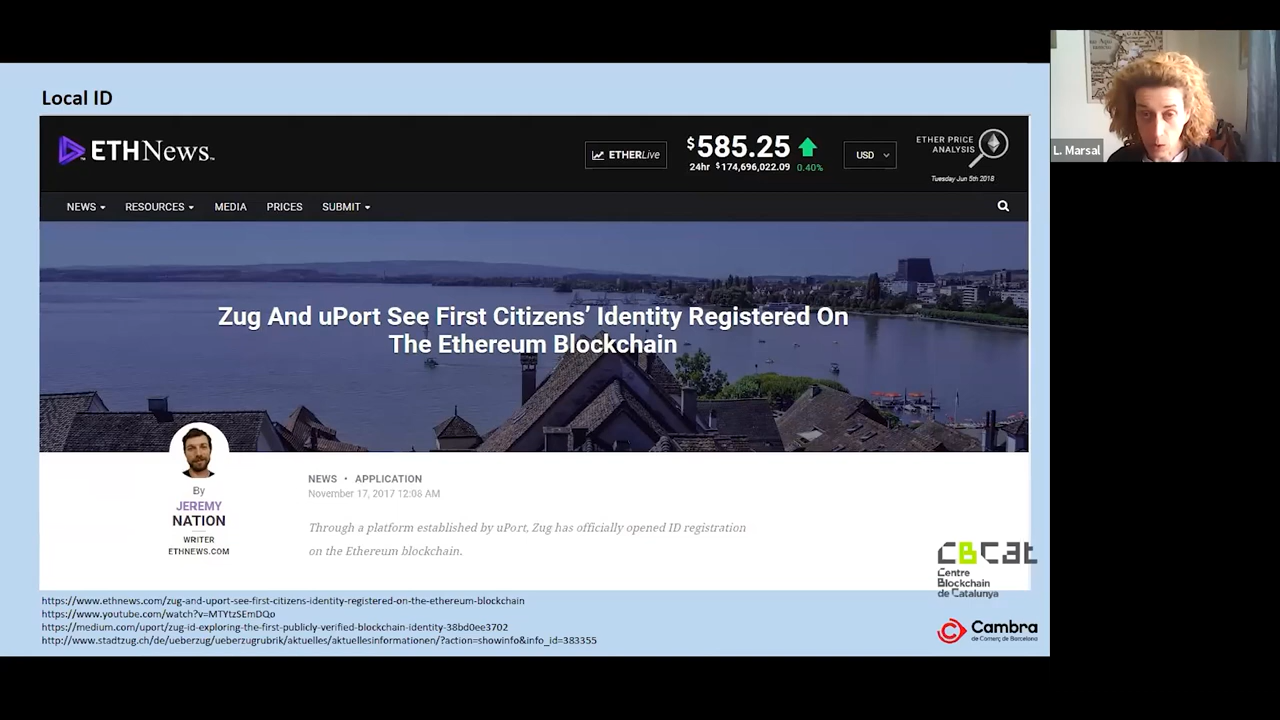 Local ID
ETHNews™
ETHERLive
$585.25
24hr $174,696,022.09 0.40%
USD
ETHER PRICE
ANALYSIS
Tuesday Jun 5th 2018
NEWS RESOURCES MEDIA PRICES SUBMIT
Zug And uPort See First Citizens’ Identity Registered On
The Ethereum Blockchain
By
JEREMY
NATION
WRITER
ETHNEWS.COM
NEWS • APPLICATION
November 17, 2017 12:08 AM
Through a platform established by uPort, Zug has officially opened ID registration
on the Ethereum blockchain.
CBCat
Centre
Blockchain
de Catalunya
Cambra
de Comerç de Barcelona
https://www.ethnews.com/zug-and-uport-see-first-citizens-identity-registered-on-the-ethereum-blockchain
https://www.youtube.com/watch?v=MTYtzSEmDQo
https://medium.com/uport/zug-id-exploring-the-first-publicly-verified-blockchain-identity-38bd0ee3702
http://www.stadtzug.ch/de/ueberzug/ueberzugrubrik/aktuelles/aktuellesinformationen/?action=showinfo&info_id=383355
L. Marsal